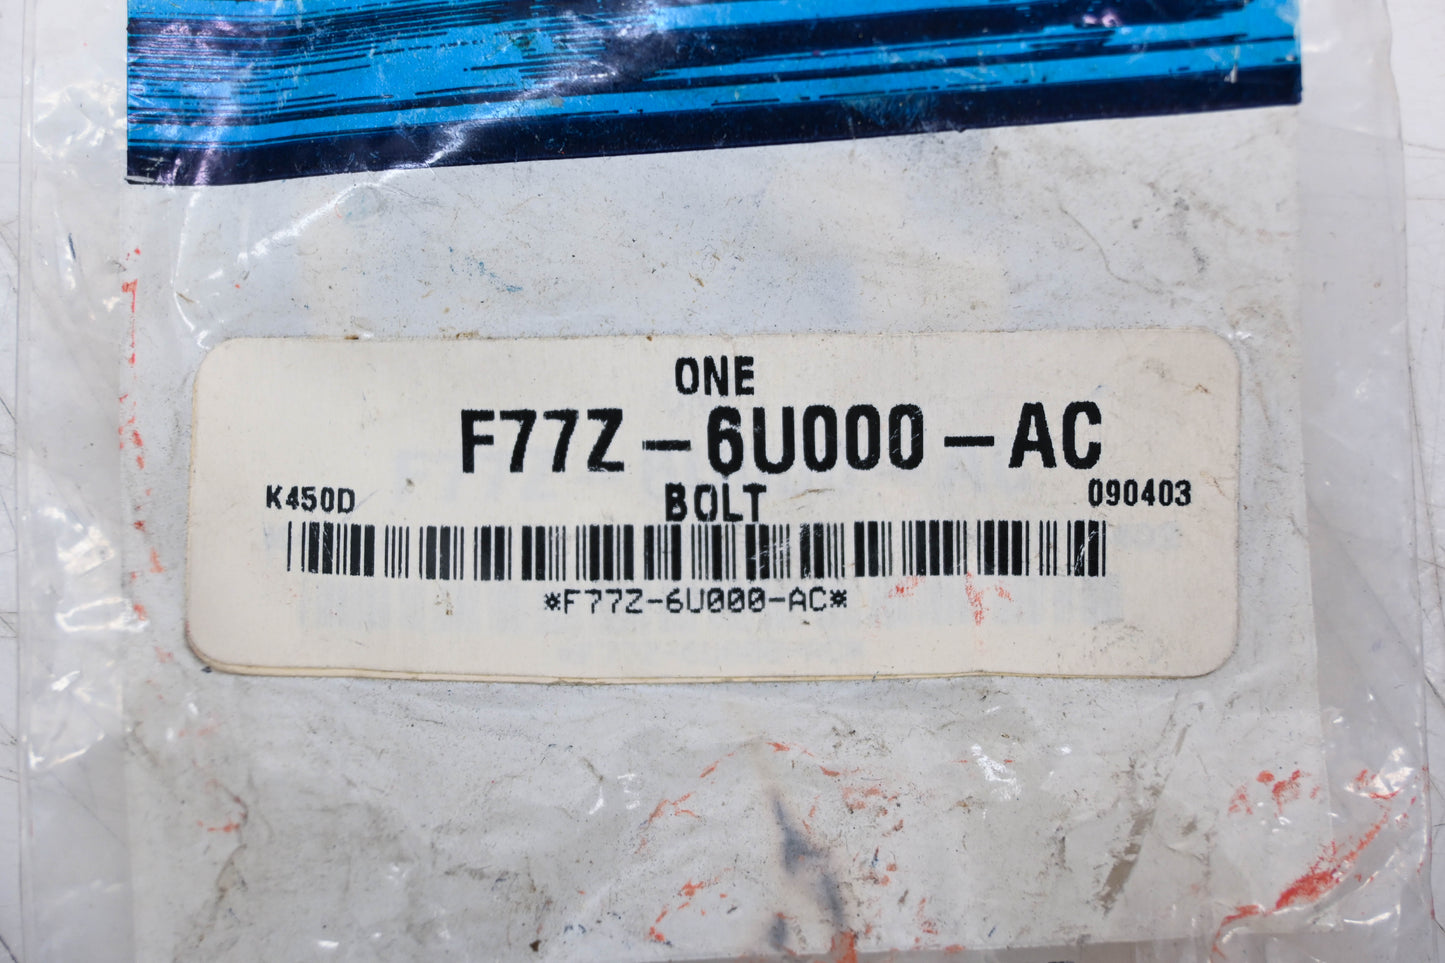 ONE
F77Z-6U000-AC
K450D BOLT 090403
*F77Z-6U000-AC*